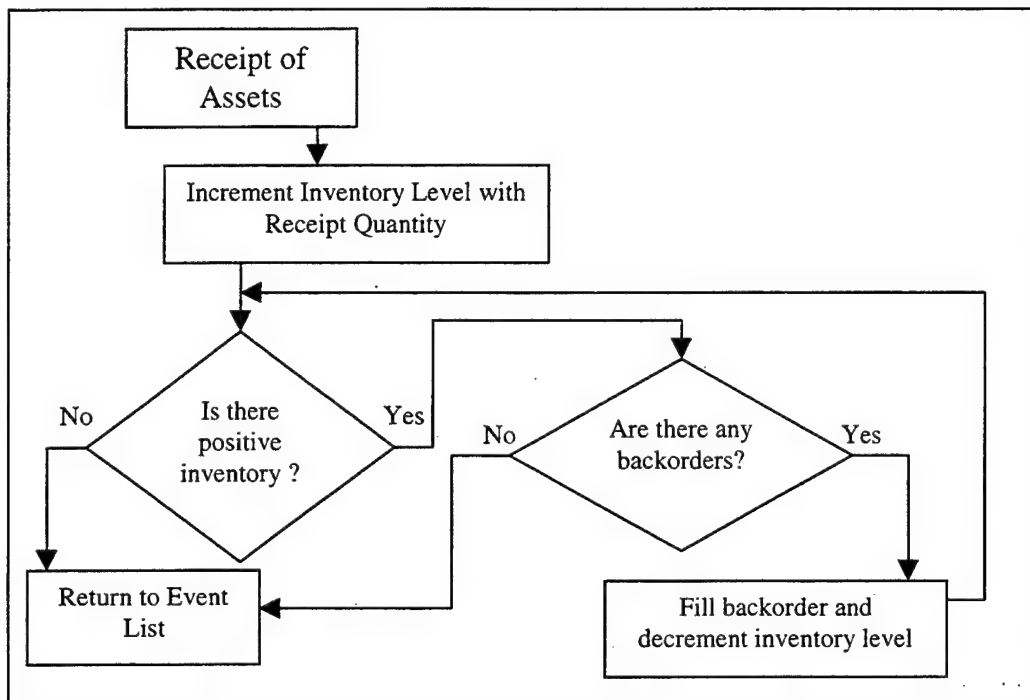 Receipt of
Assets
Increment Inventory Level with
Receipt Quantity
No
Is there
positive
inventory ?
Yes
No
Are there any
backorders?
Yes
Return to Event
List
Fill backorder and
decrement inventory level